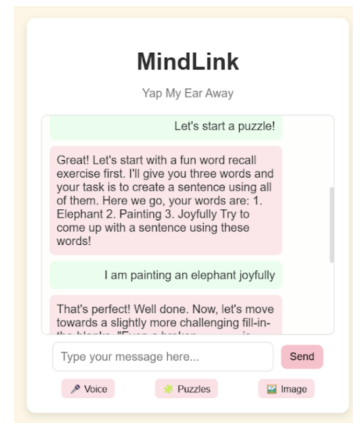 MindLink
Yap My Ear Away
Let's start a puzzle!
Great! Let's start with a fun word recall
exercise first. I'll give you three words and
your task is to create a sentence using all
of them. Here we go, your words are: 1.
Elephant 2. Painting 3. Joyfully Try to
come up with a sentence using these
words!
I am painting an elephant joyfully
That's perfect! Well done. Now, let's move
towards a slightly more challenging fill-in-
Type your message here...
Send
Voice
Puzzles
Image